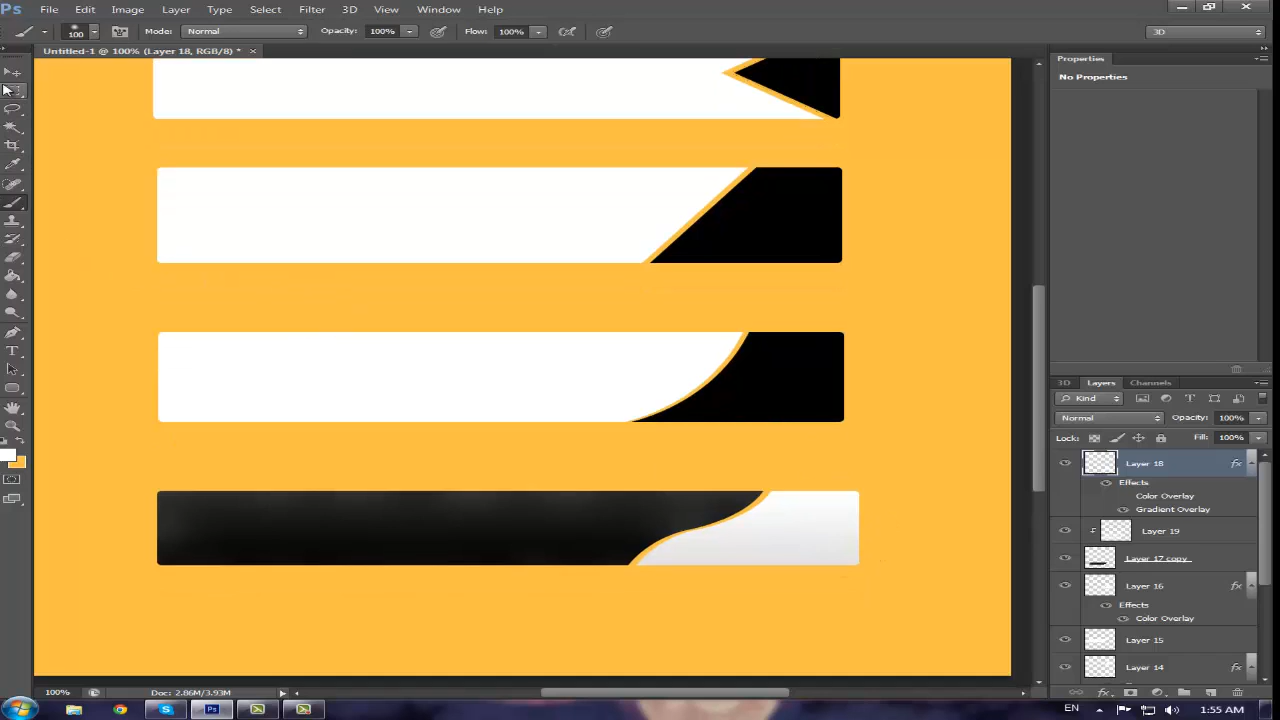 Ps File Edit Image Layer Type Select Filter 3D View Window Help
100 Mode: Normal Opacity: 100% Flow: 100% 3D
Untitled-1 @ 100% (Layer 18, RGB/8) * ×
Properties
No Properties
3D Layers Channels
Kind
Normal Opacity: 100%
Lock: Fill: 100%
Layer 18 fx
Effects
Color Overlay
Gradient Overlay
Layer 19
Layer 17 copy
Layer 16 fx
Effects
Color Overlay
Layer 15
Layer 14 fx
100% Doc: 2.86M/3.93M
EN 1:55 AM